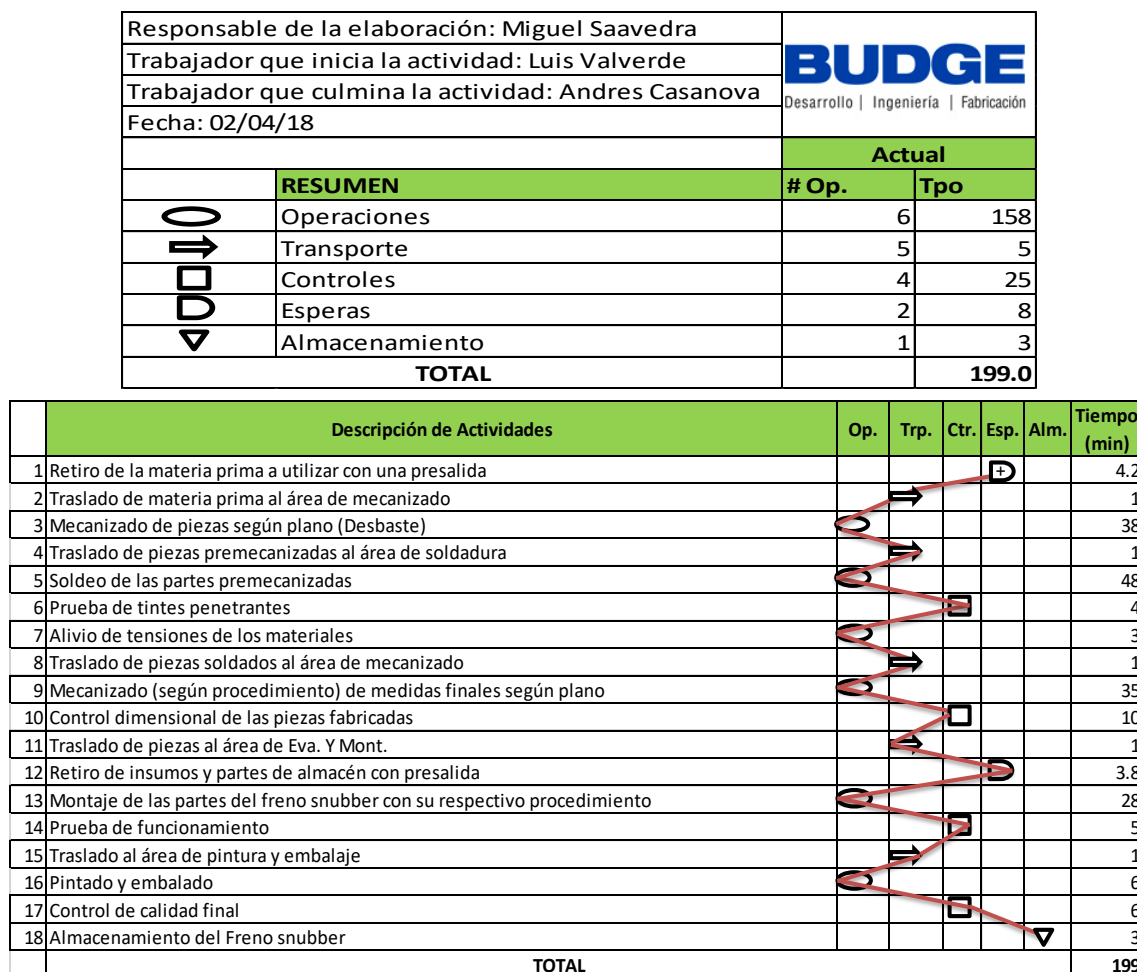 Responsable de la elaboración: Miguel Saavedra
Trabajador que inicia la actividad: Luis Valverde
Trabajador que culmina la actividad: Andres Casanova
Fecha: 02/04/18
BUDGE
Desarrollo | Ingeniería | Fabricación
Actual
RESUMEN # Op. Tpo
Operaciones 6 158
Transporte 5 5
Controles 4 25
Esperas 2 8
Almacenamiento 1 3
TOTAL 199.0
Descripción de Actividades Op. Trp. Ctr. Esp. Alm. Tiempo (min)
1 Retiro de la materia prima a utilizar con una presalida 4.2
2 Traslado de materia prima al área de mecanizado 1
3 Mecanizado de piezas según plano (Desbaste) 38
4 Traslado de piezas premecanizadas al área de soldadura 1
5 Soldeo de las partes premecanizadas 48
6 Prueba de tintes penetrantes 4
7 Alivio de tensiones de los materiales 3
8 Traslado de piezas soldados al área de mecanizado 1
9 Mecanizado (según procedimiento) de medidas finales según plano 35
10 Control dimensional de las piezas fabricadas 10
11 Traslado de piezas al área de Eva. Y Mont. 1
12 Retiro de insumos y partes de almacén con presalida 3.8
13 Montaje de las partes del freno snubber con su respectivo procedimiento 28
14 Prueba de funcionamiento 5
15 Traslado al área de pintura y embalaje 1
16 Pintado y embalado 6
17 Control de calidad final 6
18 Almacenamiento del Freno snubber 3
TOTAL 199